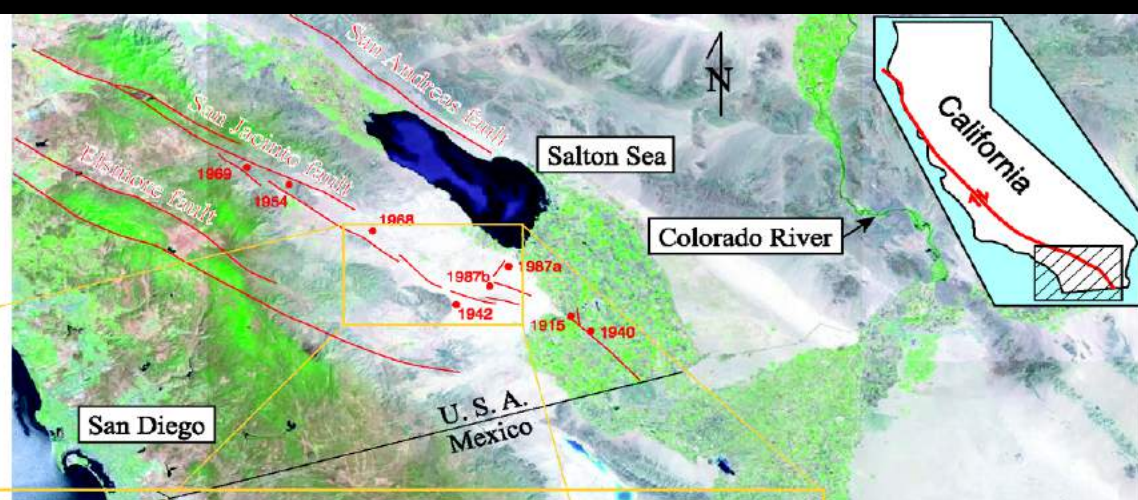 San Andreas fault
N
California
San Jacinto fault
Salton Sea
Elsinore fault
1969
1954
1968
Colorado River
1987a
1987b
1942
1915
1940
U. S. A.
Mexico
San Diego